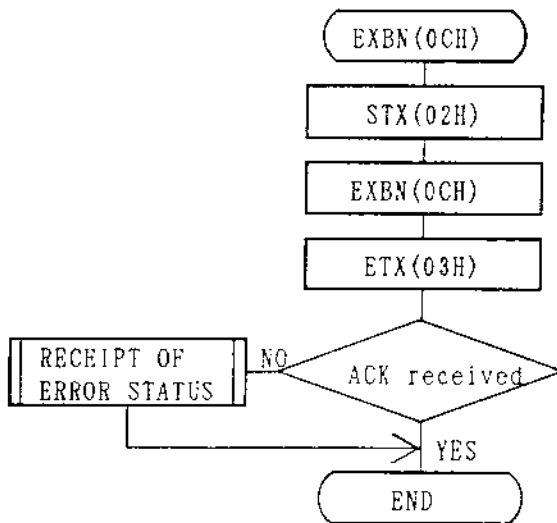 EXBN(0CH)
STX(02H)
EXBN(0CH)
ETX(03H)
ACK received
NO
RECEIPT OF
ERROR STATUS
YES
END